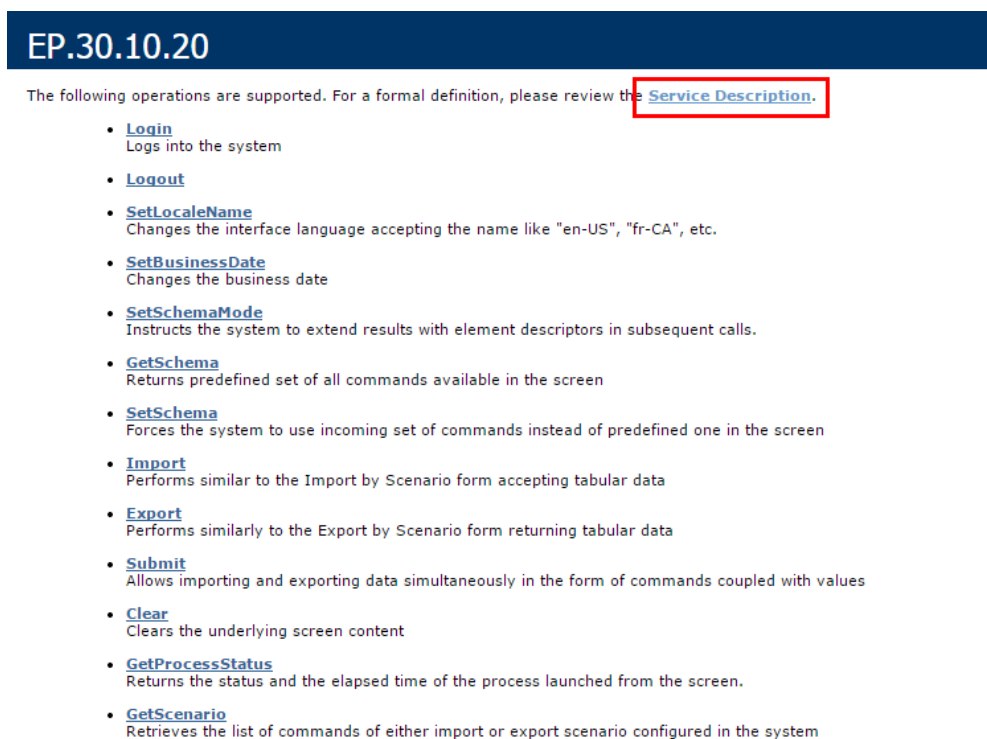 EP.30.10.20
The following operations are supported. For a formal definition, please review the Service Description.
Login
Logs into the system
Logout
SetLocaleName
Changes the interface language accepting the name like "en-US", "fr-CA", etc.
SetBusinessDate
Changes the business date
SetSchemaMode
Instructs the system to extend results with element descriptors in subsequent calls.
GetSchema
Returns predefined set of all commands available in the screen
SetSchema
Forces the system to use incoming set of commands instead of predefined one in the screen
Import
Performs similar to the Import by Scenario form accepting tabular data
Export
Performs similarly to the Export by Scenario form returning tabular data
Submit
Allows importing and exporting data simultaneously in the form of commands coupled with values
Clear
Clears the underlying screen content
GetProcessStatus
Returns the status and the elapsed time of the process launched from the screen.
GetScenario
Retrieves the list of commands of either import or export scenario configured in the system